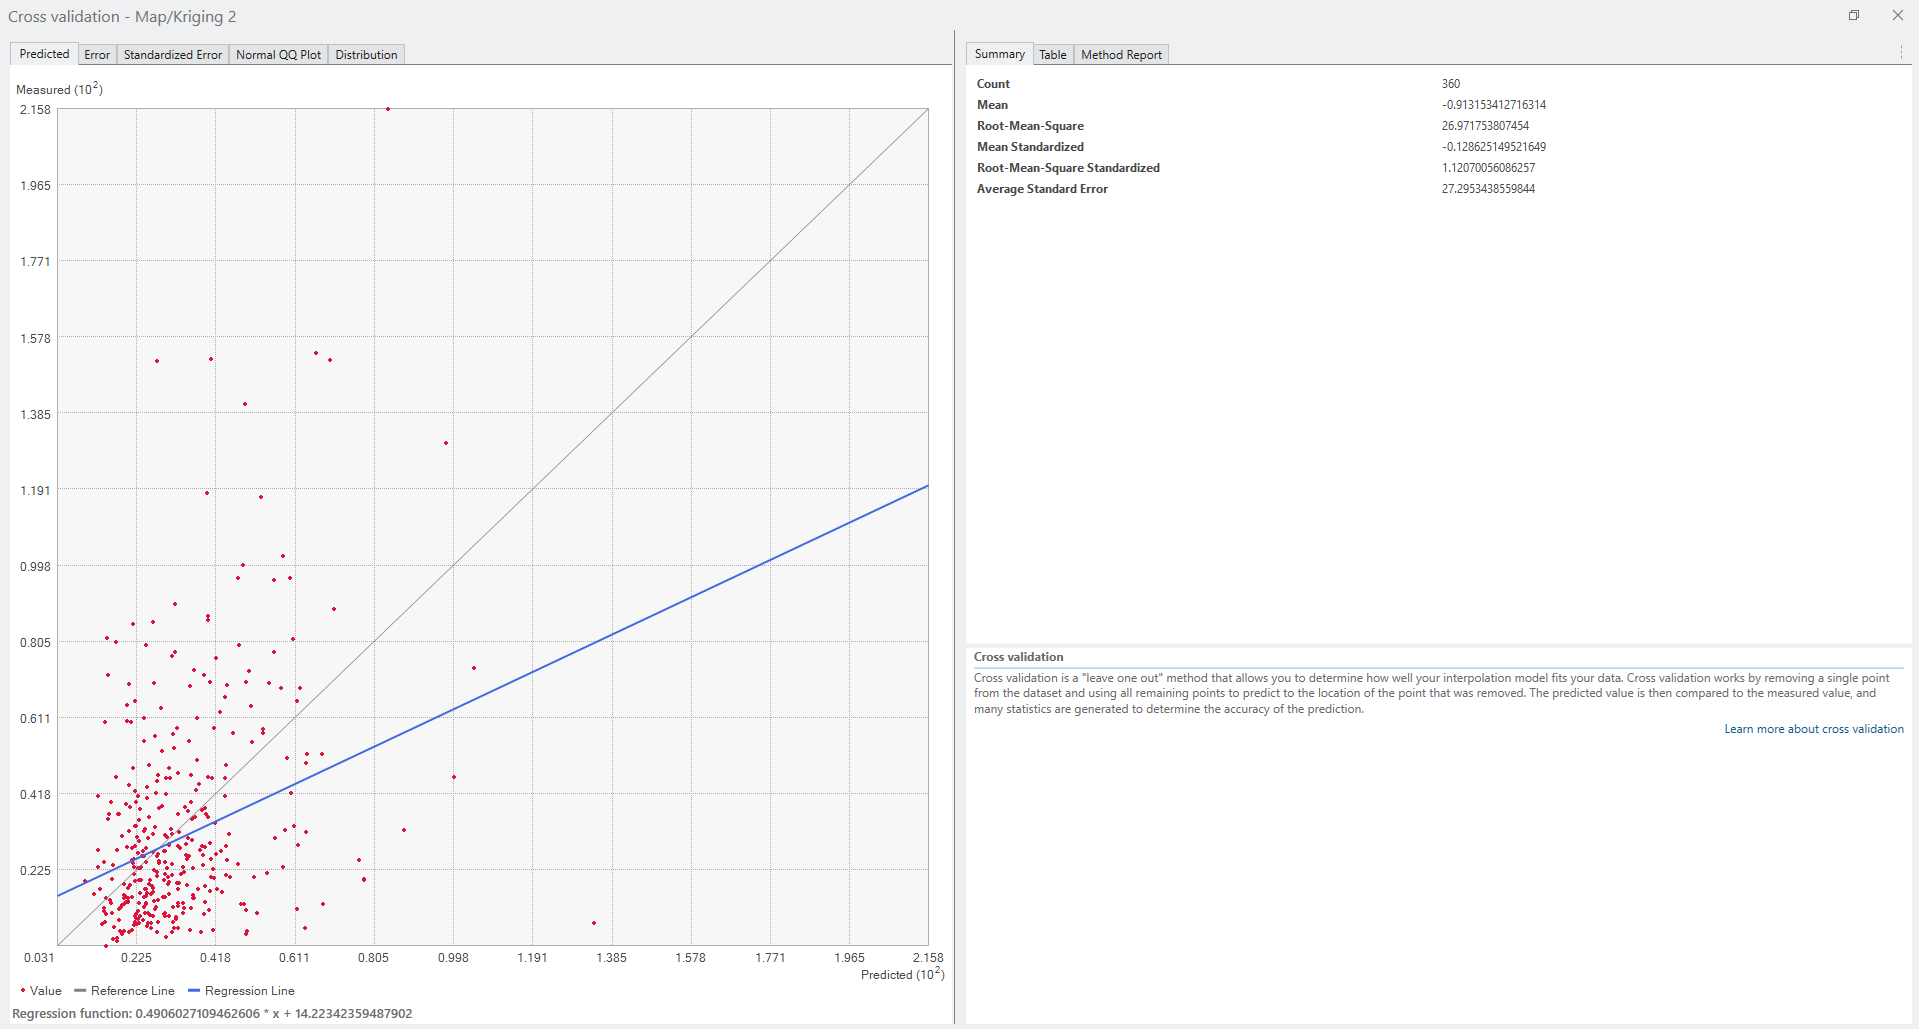 Cross validation - Map/Kriging 2
Predicted Error Standardized Error Normal QQ Plot Distribution
Measured (10²)
2.158
1.965
1.771
1.578
1.385
1.191
0.998
0.805
0.611
0.418
0.225
0.031 0.225 0.418 0.611 0.805 0.998 1.191 1.385 1.578 1.771 1.965 2.158
Predicted (10²)
Value Reference Line Regression Line
Regression function: 0.4906027109462606 * x + 14.22342359487902
Summary Table Method Report
Count 360
Mean -0.913153412716314
Root-Mean-Square 26.971753807454
Mean Standardized -0.128625149521649
Root-Mean-Square Standardized 1.12070056086257
Average Standard Error 27.2953438559844
Cross validation
Cross validation is a "leave one out" method that allows you to determine how well your interpolation model fits your data. Cross validation works by removing a single point
from the dataset and using all remaining points to predict to the location of the point that was removed. The predicted value is then compared to the measured value, and
many statistics are generated to determine the accuracy of the prediction.
Learn more about cross validation